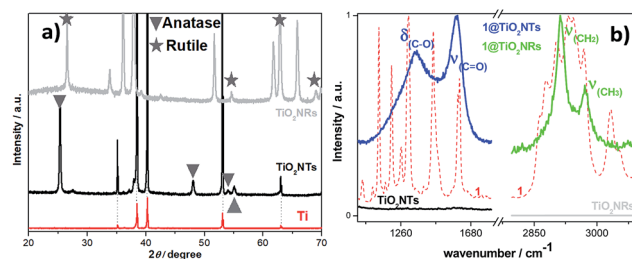 a)
Anatase
Rutile
Intensity / a.u.
TiO2NRs
TiO2NTs
Ti
20 30 40 50 60 70
2θ/degree
b)
1
1@TiO2NTs
1@TiO2NRs
δ(C-O)
ν(C=O)
ν(CH2)
ν(CH3)
Intensity / a.u.
1
1
TiO2NTs
TiO2NRs
0
1260 1680 2850 3000
wavenumber / cm-1